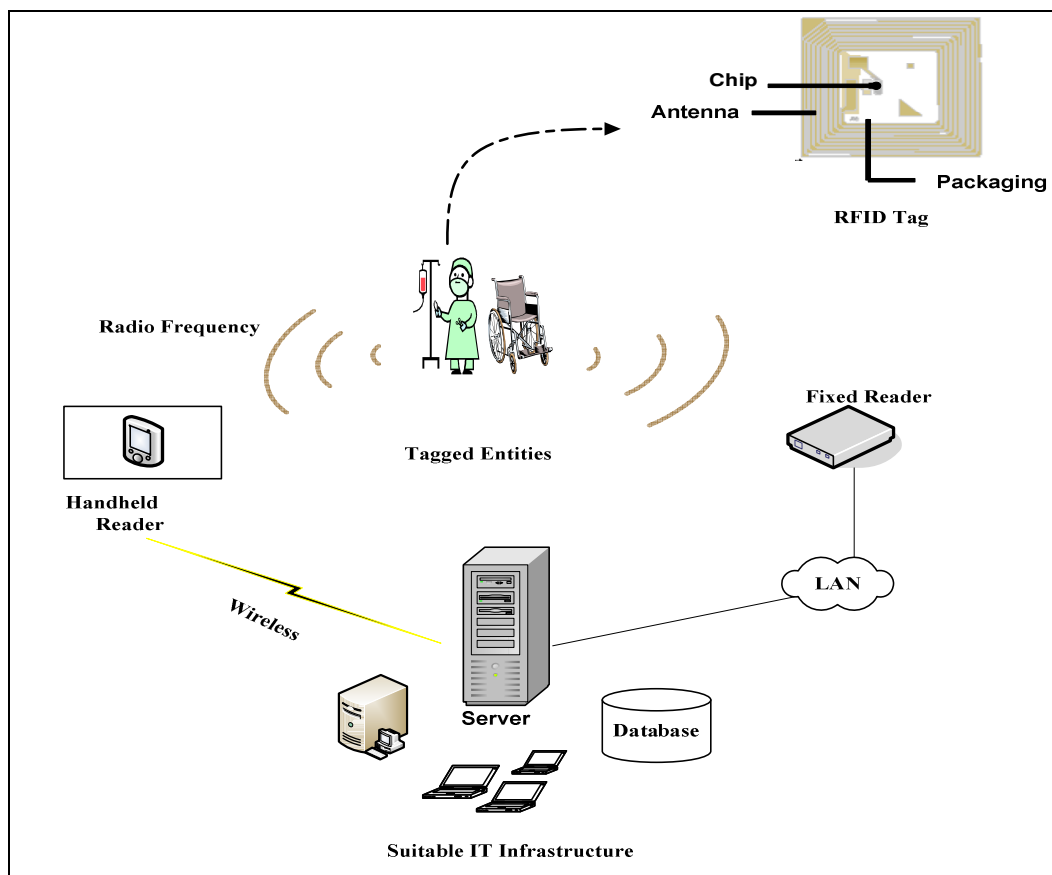 Chip
Antenna
Packaging
RFID Tag
Radio Frequency
Fixed Reader
Tagged Entities
Handheld
Reader
LAN
Wireless
Server
Database
Suitable IT Infrastructure